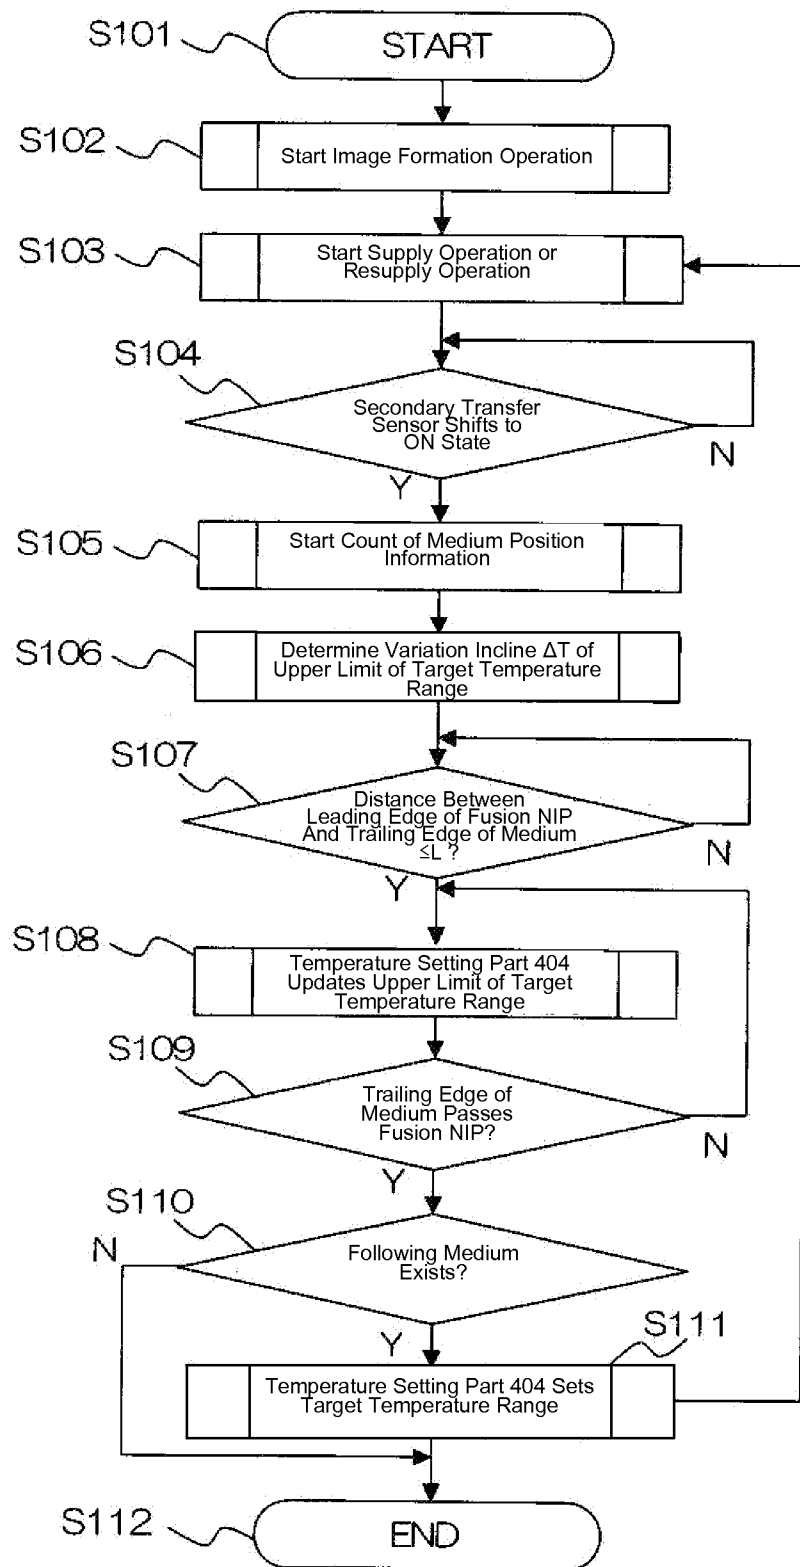 S101
START
S102
Start Image Formation Operation
S103
Start Supply Operation or
Resupply Operation
S104
Secondary Transfer
Sensor Shifts to
ON State
N
Y
S105
Start Count of Medium Position
Information
S106
Determine Variation Incline ΔT of
Upper Limit of Target Temperature
Range
S107
Distance Between
Leading Edge of Fusion NIP
And Trailing Edge of Medium
≤L ?
N
Y
S108
Temperature Setting Part 404
Updates Upper Limit of Target
Temperature Range
S109
Trailing Edge of
Medium Passes
Fusion NIP?
N
Y
S110
N
Following Medium
Exists?
Y
S111
Temperature Setting Part 404 Sets
Target Temperature Range
S112
END